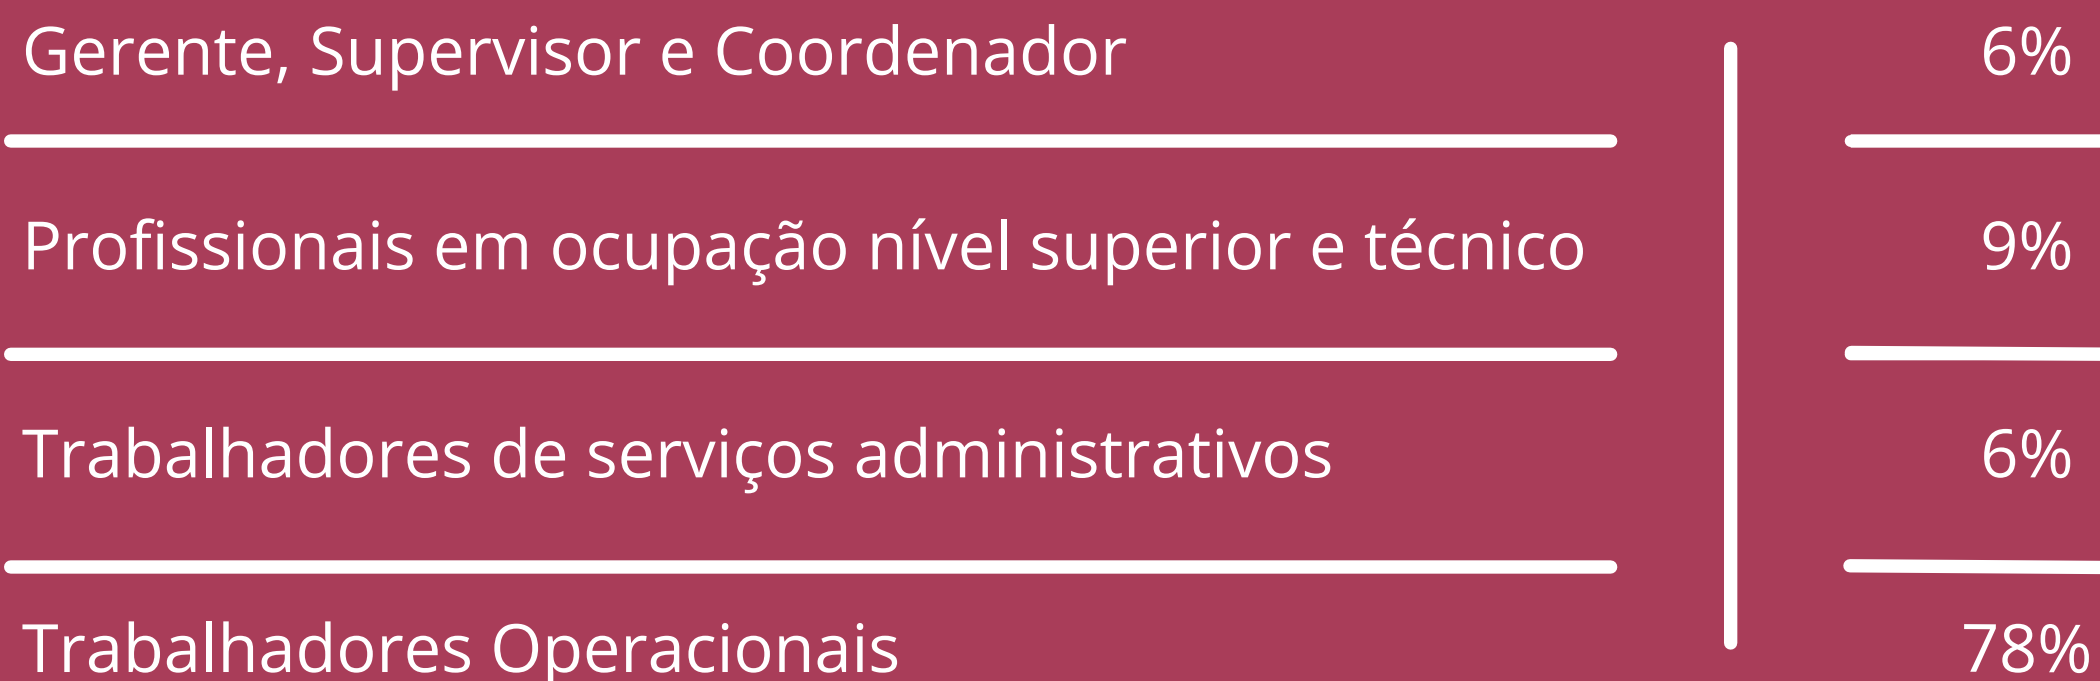 Gerente, Supervisor e Coordenador 6%
Profissionais em ocupação nível superior e técnico 9%
Trabalhadores de serviços administrativos 6%
Trabalhadores Operacionais 78%